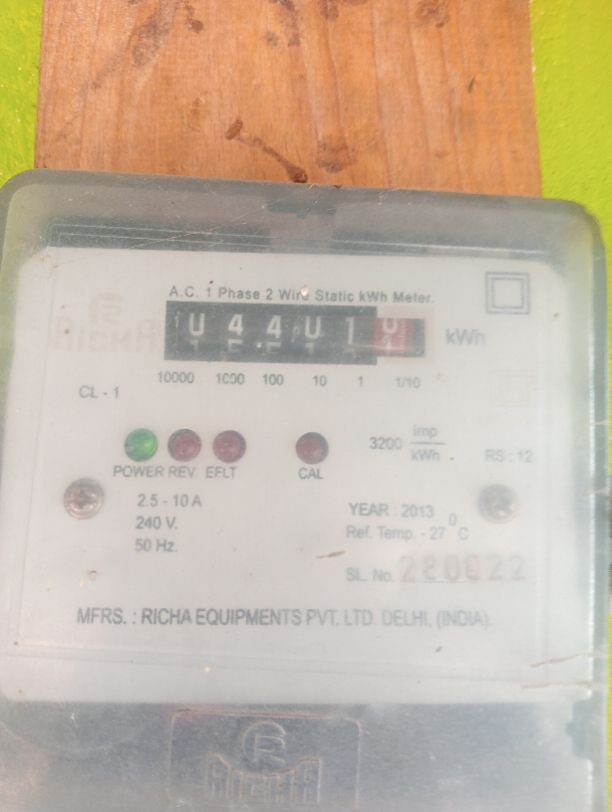 A.C. 1 Phase 2 Wire Static kWh Meter.
04401 0 kWh
10000 1000 100 10 1 1/10
CL - 1
3200 imp/kWh
RS : 12
POWER REV. EFLT CAL
2.5 - 10 A
240 V.
50 Hz.
YEAR : 2013
Ref. Temp. - 27 °C
SL. No. 280022
MFRS. : RICHA EQUIPMENTS PVT. LTD. DELHI, (INDIA).
RICHA